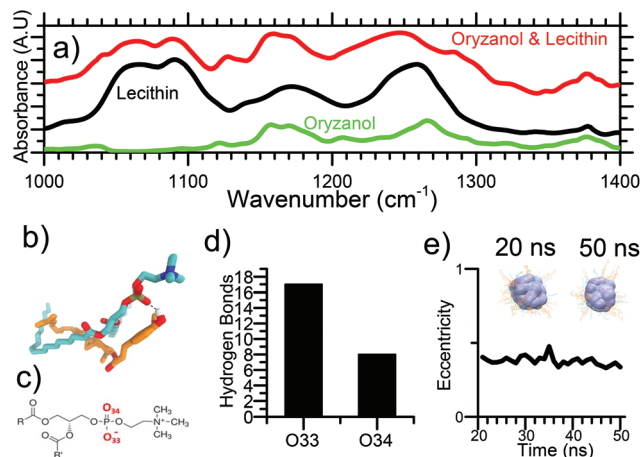 a)
Oryzanol & Lecithin
Lecithin
Oryzanol
Absorbance (A.U)
1000 1100 1200 1300 1400
Wavenumber (cm⁻¹)
b)
c)
R O O O O O₃₄ P O O₃₃⁻ N⁺ CH₃ CH₃ CH₃ O R'
d)
Hydrogen Bonds
18
16
14
12
10
8
6
4
2
0
O33 O34
e)
20 ns 50 ns
Eccentricity
1
0
20 30 40 50
Time (ns)